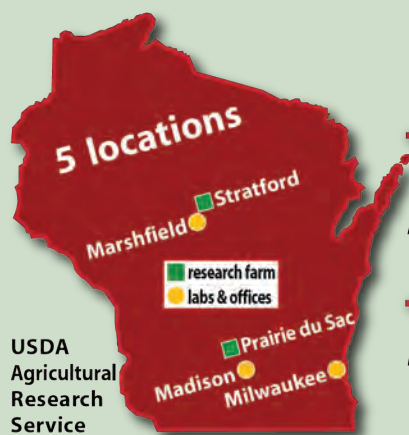 5 locations
Stratford
Marshfield
research farm
labs & offices
Prairie du Sac
Madison
Milwaukee
USDA
Agricultural
Research
Service